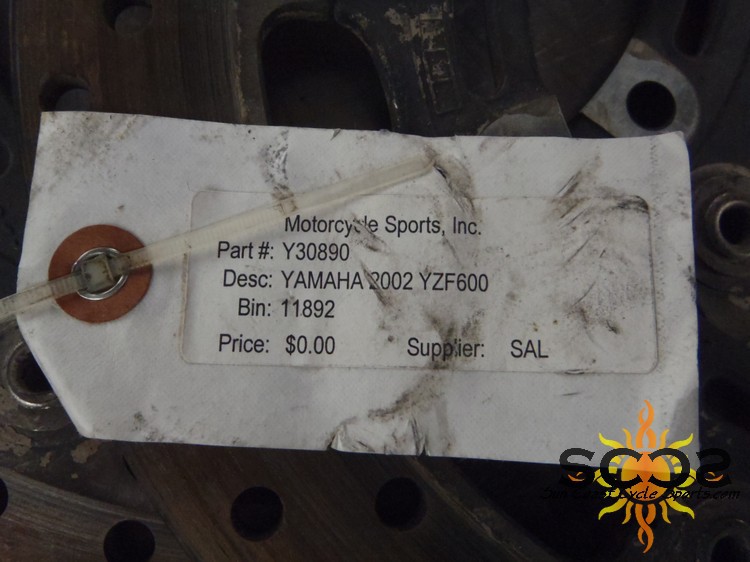 Motorcycle Sports, Inc.
Part #: Y30890
Desc: YAMAHA 2002 YZF600
Bin: 11892
Price: $0.00 Supplier: SAL